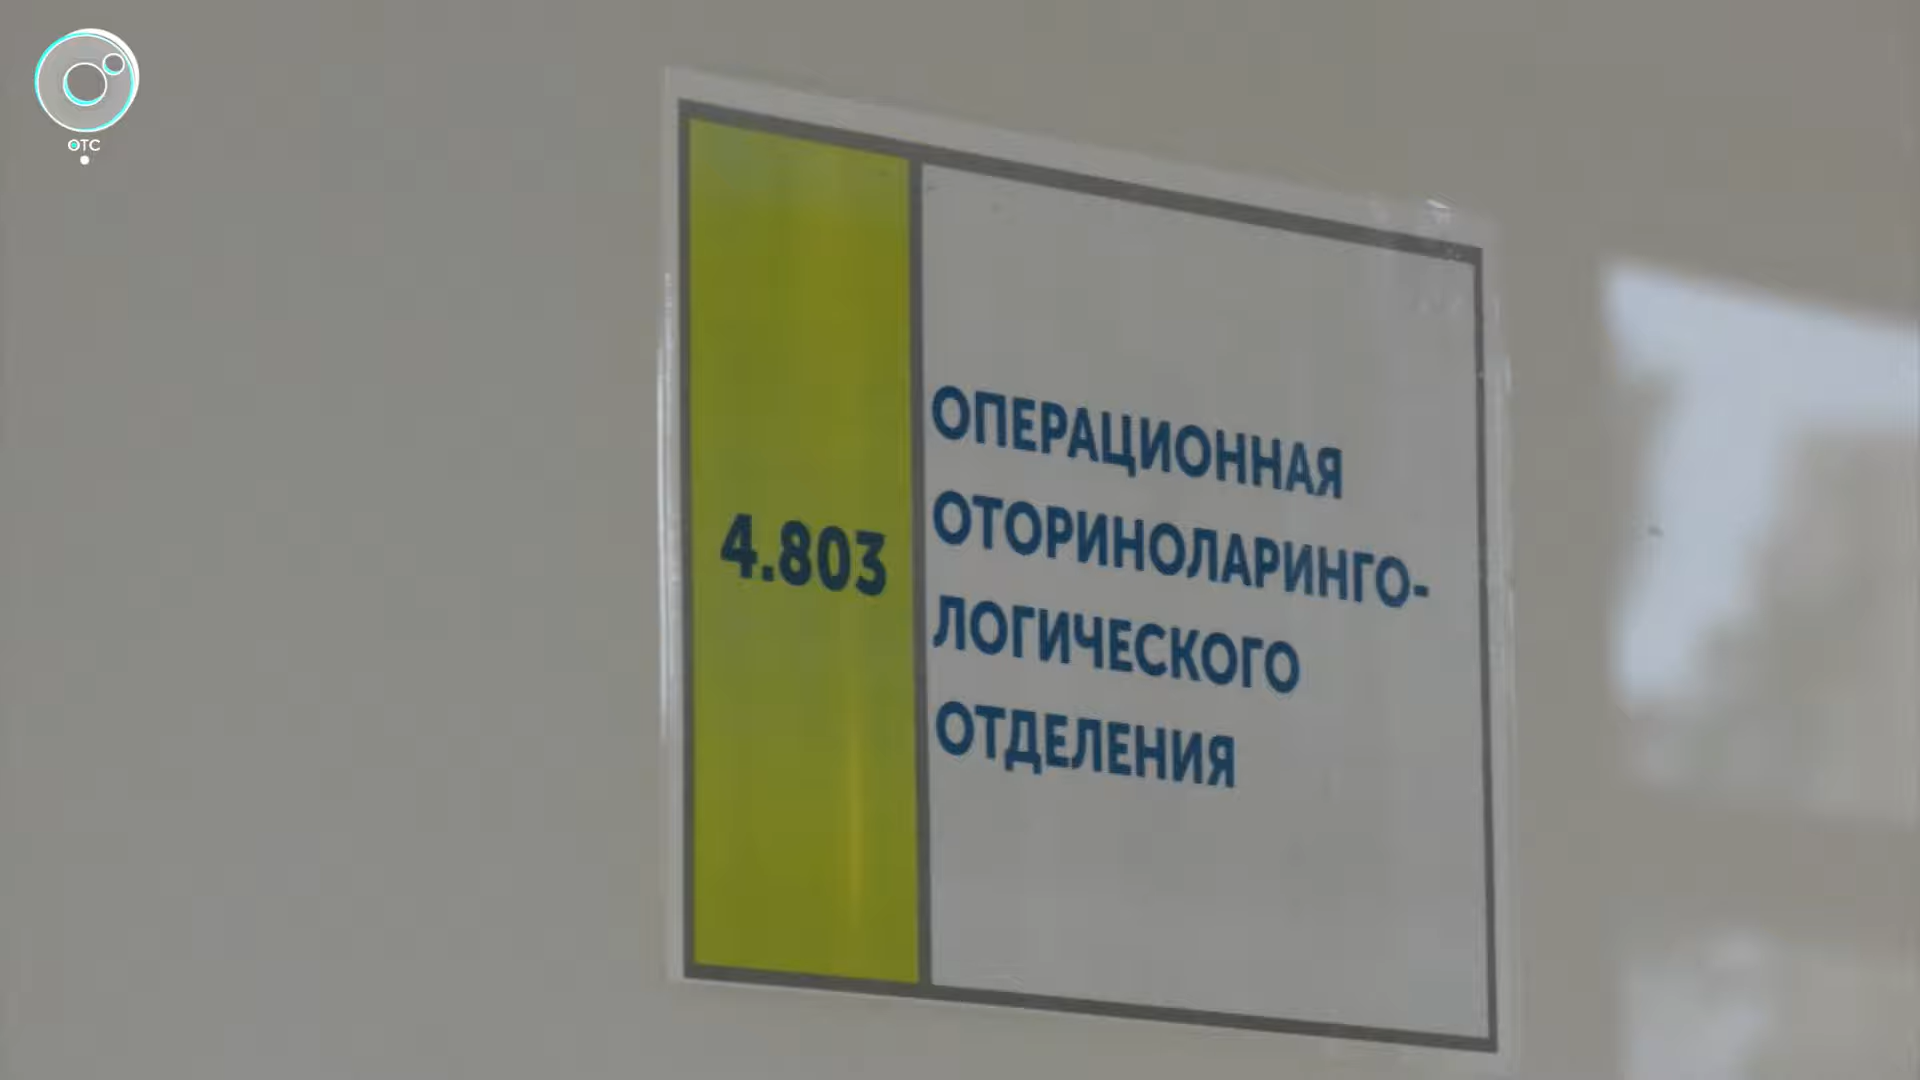 ОТС
4.803
ОПЕРАЦИОННАЯ
ОТОРИНОЛАРИНГО-
ЛОГИЧЕСКОГО
ОТДЕЛЕНИЯ